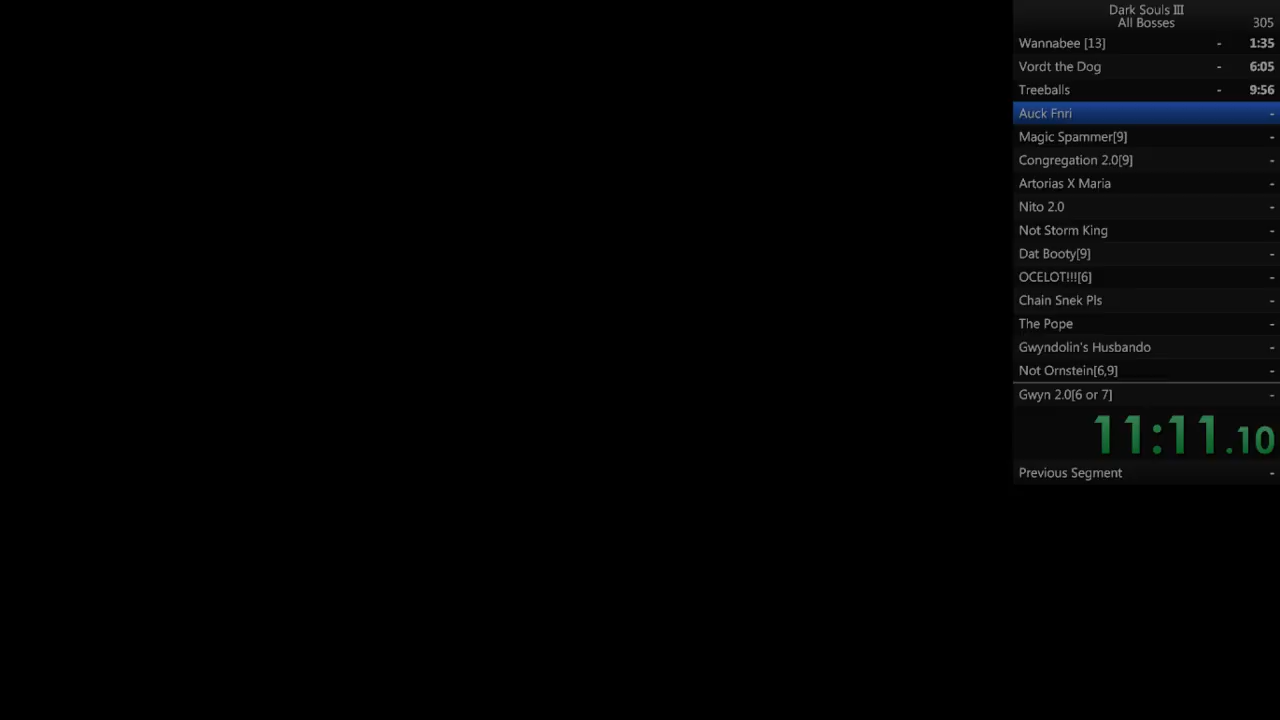 Dark Souls III
All Bosses 305
Wannabee [13] - 1:35
Vordt the Dog - 6:05
Treeballs - 9:56
Auck Fnri -
Magic Spammer[9] -
Congregation 2.0[9] -
Artorias X Maria -
Nito 2.0 -
Not Storm King -
Dat Booty[9] -
OCELOT!!![6] -
Chain Snek Pls -
The Pope -
Gwyndolin's Husbando -
Not Ornstein[6,9] -
Gwyn 2.0[6 or 7] -
11:11.10
Previous Segment -